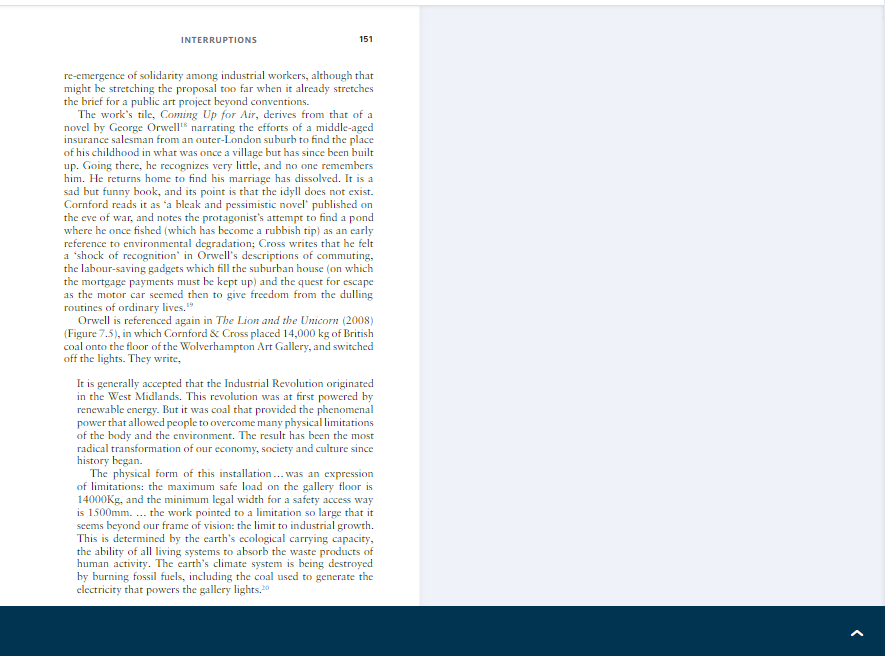 INTERRUPTIONS 151
re-emergence of solidarity among industrial workers, although that
might be stretching the proposal too far when it already stretches
the brief for a public art project beyond conventions.
The work's tile, Coming Up for Air, derives from that of a
novel by George Orwell¹⁸ narrating the efforts of a middle-aged
insurance salesman from an outer-London suburb to find the place
of his childhood in what was once a village but has since been built
up. Going there, he recognizes very little, and no one remembers
him. He returns home to find his marriage has dissolved. It is a
sad but funny book, and its point is that the idyll does not exist.
Cornford reads it as 'a bleak and pessimistic novel' published on
the eve of war, and notes the protagonist's attempt to find a pond
where he once fished (which has become a rubbish tip) as an early
reference to environmental degradation; Cross writes that he felt
a 'shock of recognition' in Orwell's descriptions of commuting,
the labour-saving gadgets which fill the suburban house (on which
the mortgage payments must be kept up) and the quest for escape
as the motor car seemed then to give freedom from the dulling
routines of ordinary lives.¹⁹
Orwell is referenced again in The Lion and the Unicorn (2008)
(Figure 7.5), in which Cornford & Cross placed 14,000 kg of British
coal onto the floor of the Wolverhampton Art Gallery, and switched
off the lights. They write,
It is generally accepted that the Industrial Revolution originated
in the West Midlands. This revolution was at first powered by
renewable energy. But it was coal that provided the phenomenal
power that allowed people to overcome many physical limitations
of the body and the environment. The result has been the most
radical transformation of our economy, society and culture since
history began.
The physical form of this installation ... was an expression
of limitations: the maximum safe load on the gallery floor is
14000Kg, and the minimum legal width for a safety access way
is 1500mm. ... the work pointed to a limitation so large that it
seems beyond our frame of vision: the limit to industrial growth.
This is determined by the earth's ecological carrying capacity,
the ability of all living systems to absorb the waste products of
human activity. The earth's climate system is being destroyed
by burning fossil fuels, including the coal used to generate the
electricity that powers the gallery lights.²⁰